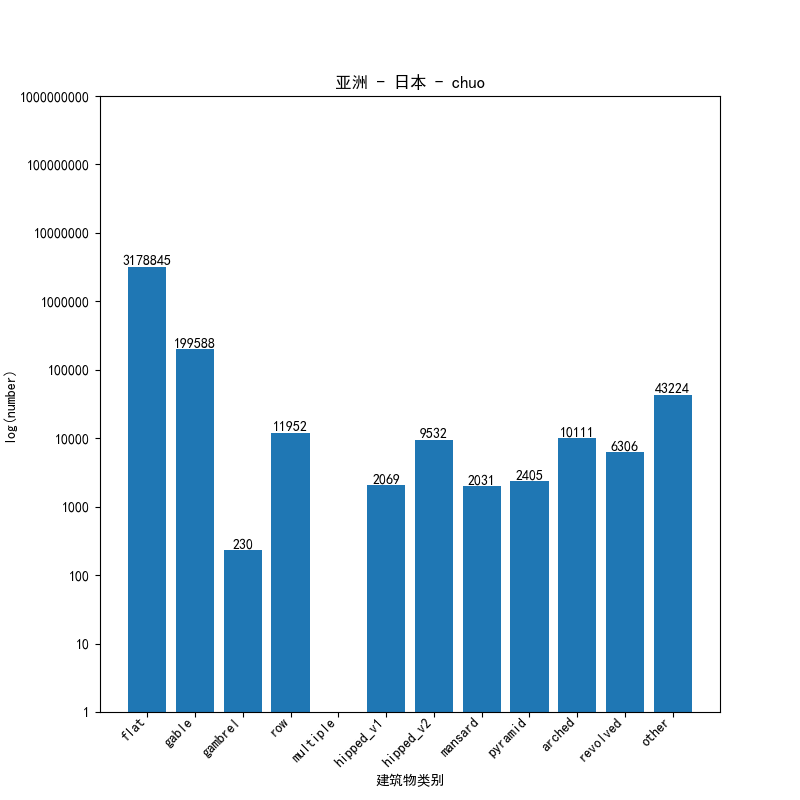 亚洲 - 日本 - chuo
1000000000
100000000
10000000
1000000
100000
10000
1000
100
10
1
log(number)
3178845
199588
230
11952
2069
9532
2031
2405
10111
6306
43224
flat
gable
gambrel
row
multiple
hipped_v1
hipped_v2
mansard
pyramid
arched
revolved
other
建筑物类别